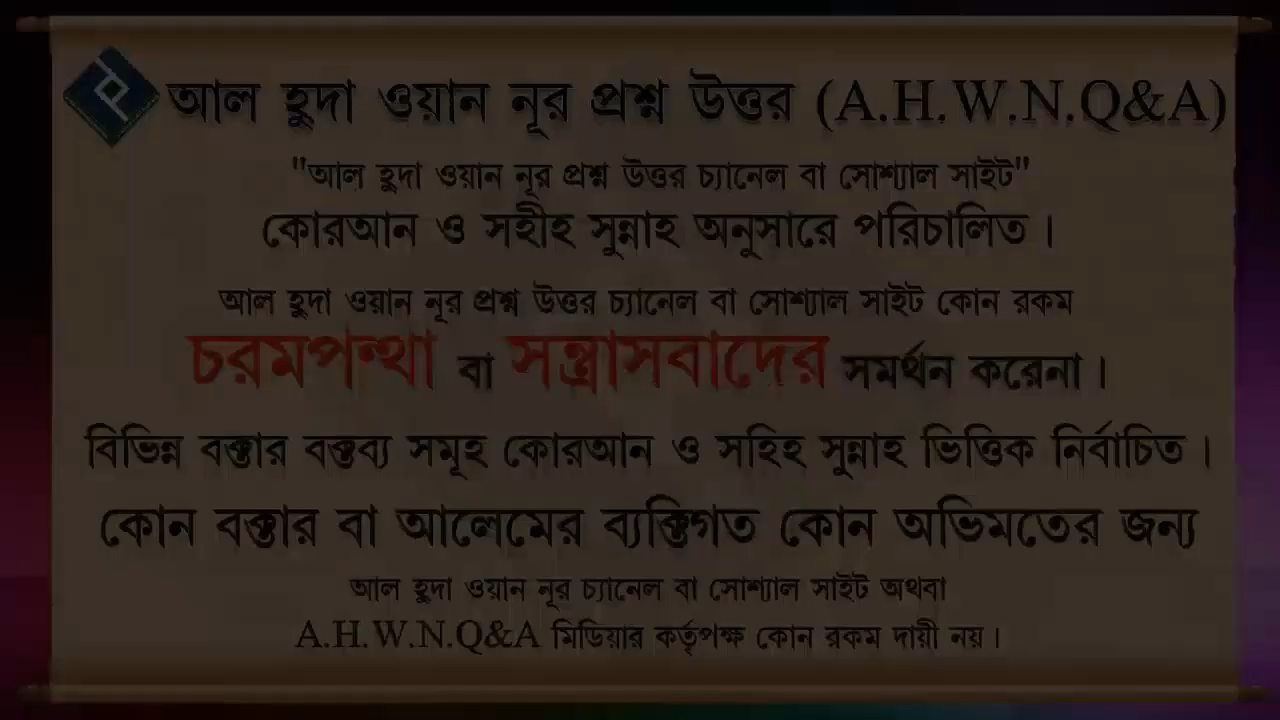 আল হুদা ওয়ান নূর প্রশ্ন উত্তর (A.H.W.N.Q&A)
"আল হুদা ওয়ান নূর প্রশ্ন উত্তর চ্যানেল বা সোশ্যাল সাইট"
কোরআন ও সহীহ সুন্নাহ অনুসারে পরিচালিত।
আল হুদা ওয়ান নূর প্রশ্ন উত্তর চ্যানেল বা সোশ্যাল সাইট কোন রকম
চরমপন্থা বা সন্ত্রাসবাদের সমর্থন করেনা।
বিভিন্ন বক্তার বক্তব্য সমূহ কোরআন ও সহিহ সুন্নাহ ভিত্তিক নির্বাচিত।
কোন বক্তার বা আলেমের ব্যক্তিগত কোন অভিমতের জন্য
আল হুদা ওয়ান নূর চ্যানেল বা সোশ্যাল সাইট অথবা
A.H.W.N.Q&A মিডিয়ার কর্তৃপক্ষ কোন রকম দায়ী নয়।